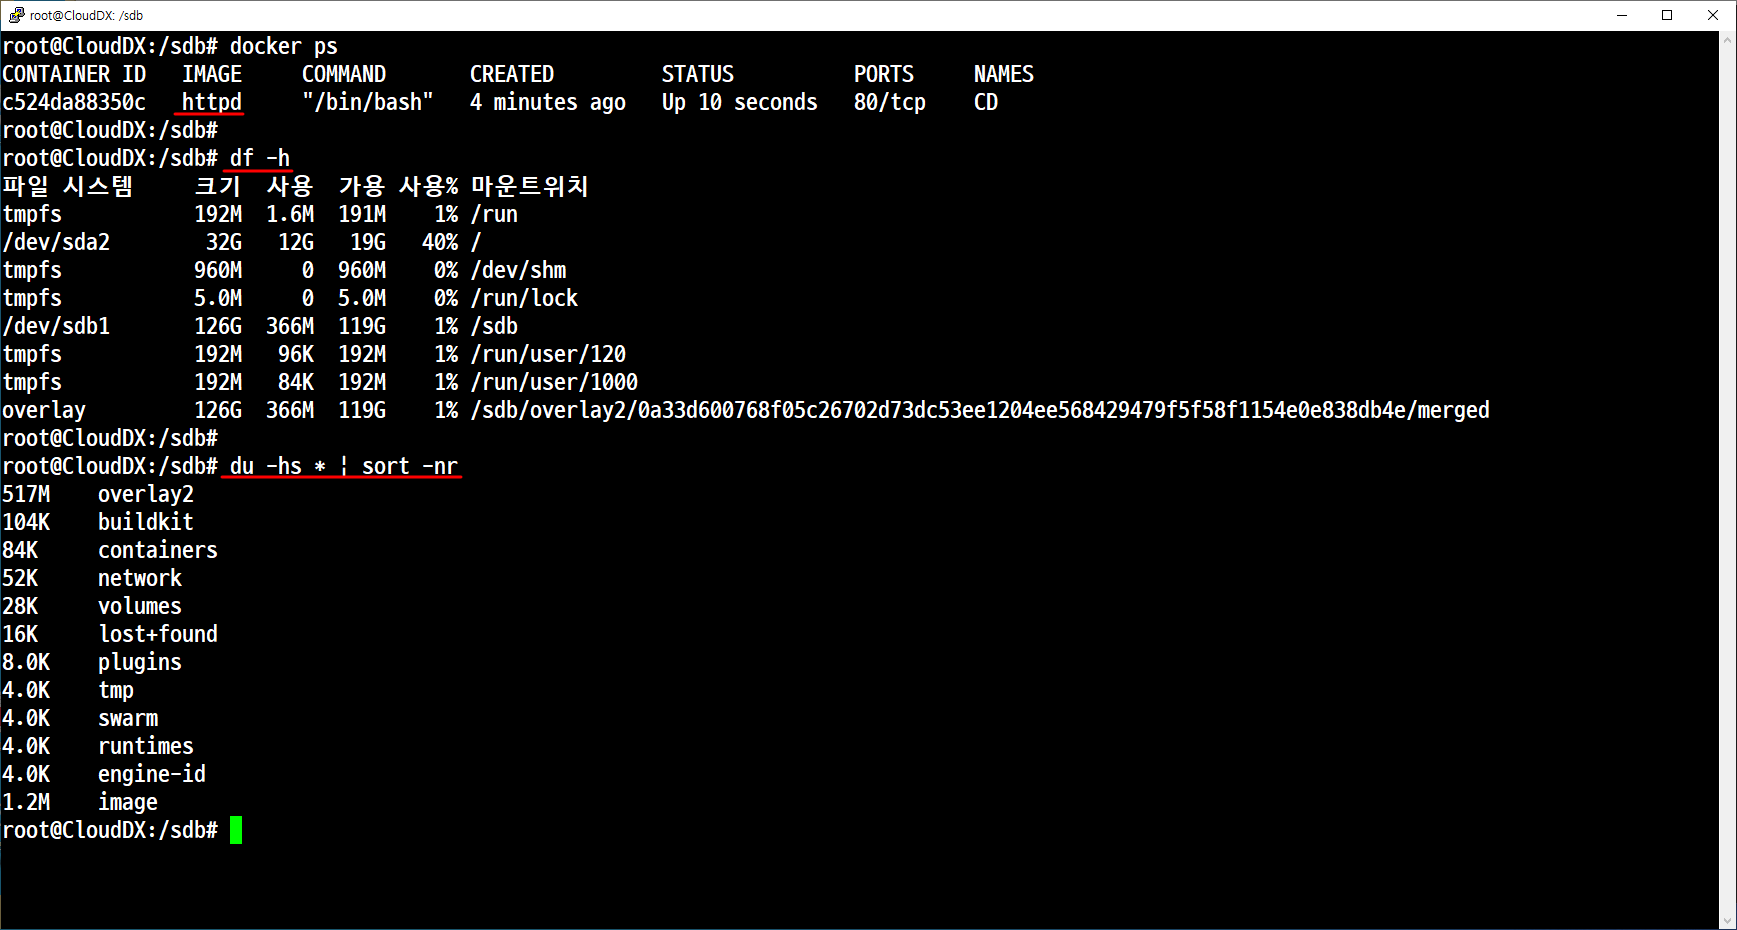 root@CloudDX: /sdb
root@CloudDX:/sdb# docker ps
CONTAINER ID   IMAGE     COMMAND       CREATED         STATUS          PORTS     NAMES
c524da88350c   httpd     "/bin/bash"   4 minutes ago   Up 10 seconds   80/tcp    CD
root@CloudDX:/sdb#
root@CloudDX:/sdb# df -h
파일 시스템     크기  사용  가용 사용% 마운트위치
tmpfs           192M  1.6M  191M    1% /run
/dev/sda2        32G   12G   19G   40% /
tmpfs           960M     0  960M    0% /dev/shm
tmpfs           5.0M     0  5.0M    0% /run/lock
/dev/sdb1       126G  366M  119G    1% /sdb
tmpfs           192M   96K  192M    1% /run/user/120
tmpfs           192M   84K  192M    1% /run/user/1000
overlay         126G  366M  119G    1% /sdb/overlay2/0a33d600768f05c26702d73dc53ee1204ee568429479f5f58f1154e0e838db4e/merged
root@CloudDX:/sdb#
root@CloudDX:/sdb# du -hs * | sort -nr
517M    overlay2
104K    buildkit
84K     containers
52K     network
28K     volumes
16K     lost+found
8.0K    plugins
4.0K    tmp
4.0K    swarm
4.0K    runtimes
4.0K    engine-id
1.2M    image
root@CloudDX:/sdb#